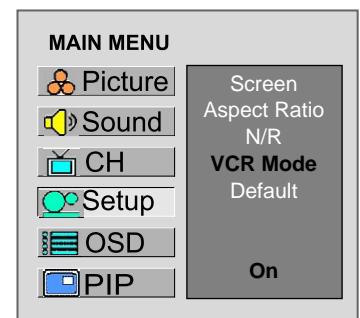 MAIN MENU
Picture
Sound
CH
Setup
OSD
PIP
Screen
Aspect Ratio
N/R
VCR Mode
Default
On